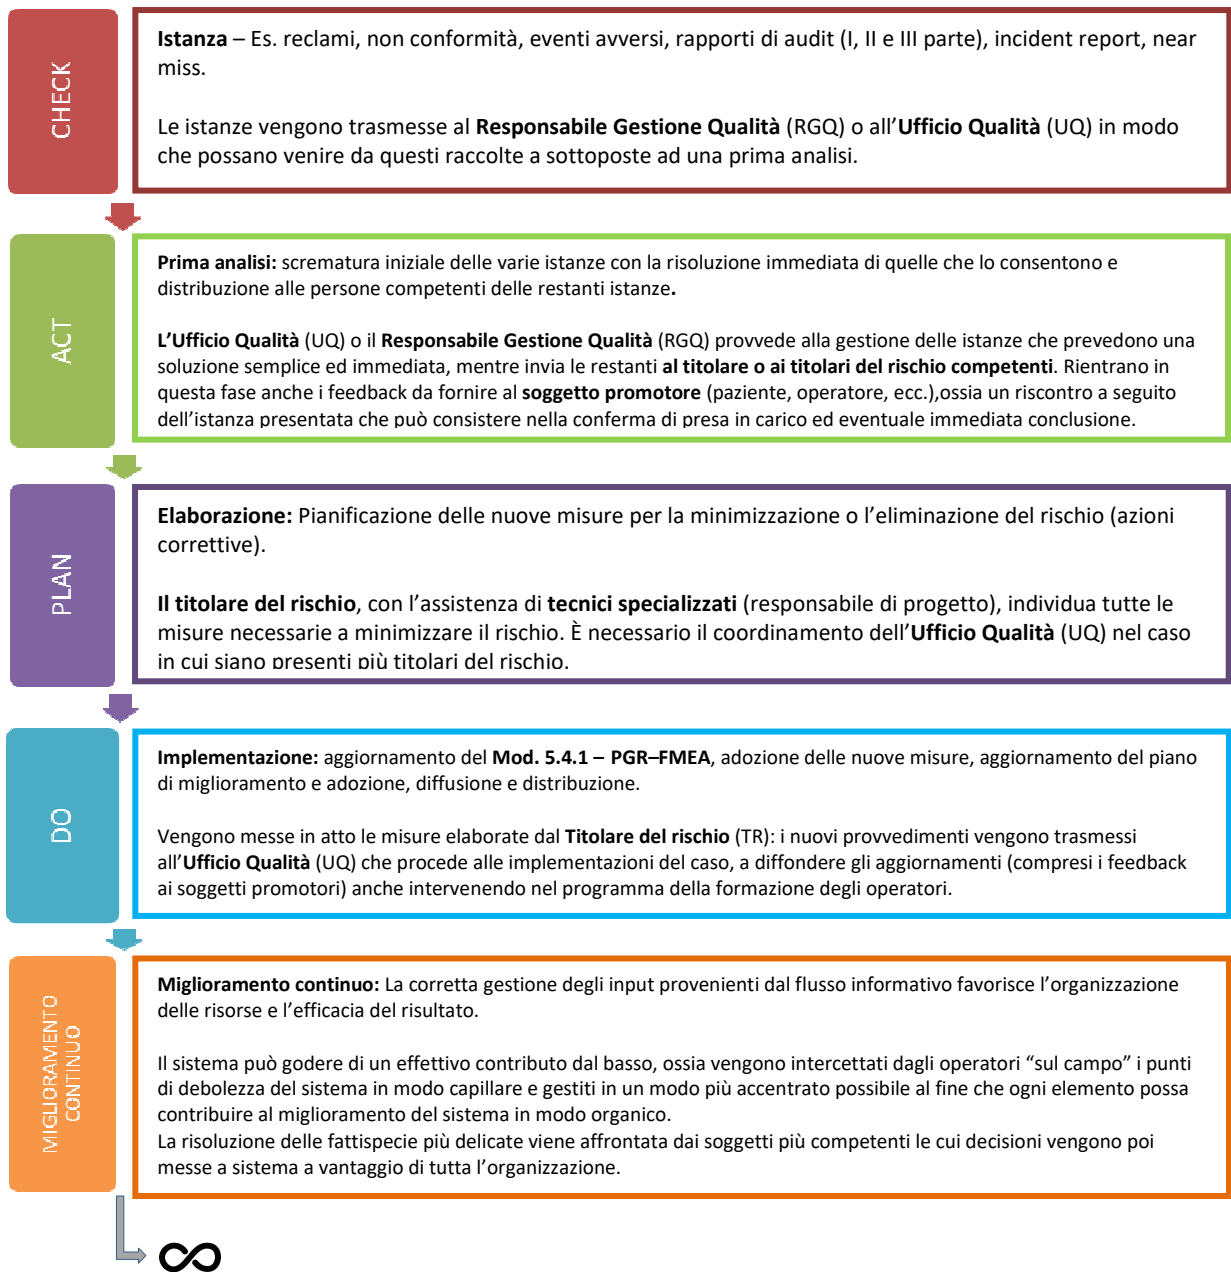 CHECK
Istanza – Es. reclami, non conformità, eventi avversi, rapporti di audit (I, II e III parte), incident report, near
miss.
Le istanze vengono trasmesse al Responsabile Gestione Qualità (RGQ) o all’Ufficio Qualità (UQ) in modo
che possano venire da questi raccolte a sottoposte ad una prima analisi.
ACT
Prima analisi: scrematura iniziale delle varie istanze con la risoluzione immediata di quelle che lo consentono e
distribuzione alle persone competenti delle restanti istanze.
L’Ufficio Qualità (UQ) o il Responsabile Gestione Qualità (RGQ) provvede alla gestione delle istanze che prevedono una
soluzione semplice ed immediata, mentre invia le restanti al titolare o ai titolari del rischio competenti. Rientrano in
questa fase anche i feedback da fornire al soggetto promotore (paziente, operatore, ecc.),ossia un riscontro a seguito
dell’istanza presentata che può consistere nella conferma di presa in carico ed eventuale immediata conclusione.
PLAN
Elaborazione: Pianificazione delle nuove misure per la minimizzazione o l’eliminazione del rischio (azioni
correttive).
Il titolare del rischio, con l’assistenza di tecnici specializzati (responsabile di progetto), individua tutte le
misure necessarie a minimizzare il rischio. È necessario il coordinamento dell’Ufficio Qualità (UQ) nel caso
in cui siano presenti più titolari del rischio.
DO
Implementazione: aggiornamento del Mod. 5.4.1 – PGR–FMEA, adozione delle nuove misure, aggiornamento del piano
di miglioramento e adozione, diffusione e distribuzione.
Vengono messe in atto le misure elaborate dal Titolare del rischio (TR): i nuovi provvedimenti vengono trasmessi
all’Ufficio Qualità (UQ) che procede alle implementazioni del caso, a diffondere gli aggiornamenti (compresi i feedback
ai soggetti promotori) anche intervenendo nel programma della formazione degli operatori.
MIGLIORAMENTO
CONTINUO
Miglioramento continuo: La corretta gestione degli input provenienti dal flusso informativo favorisce l’organizzazione
delle risorse e l’efficacia del risultato.
Il sistema può godere di un effettivo contributo dal basso, ossia vengono intercettati dagli operatori “sul campo” i punti
di debolezza del sistema in modo capillare e gestiti in un modo più accentrato possibile al fine che ogni elemento possa
contribuire al miglioramento del sistema in modo organico.
La risoluzione delle fattispecie più delicate viene affrontata dai soggetti più competenti le cui decisioni vengono poi
messe a sistema a vantaggio di tutta l’organizzazione.
∞